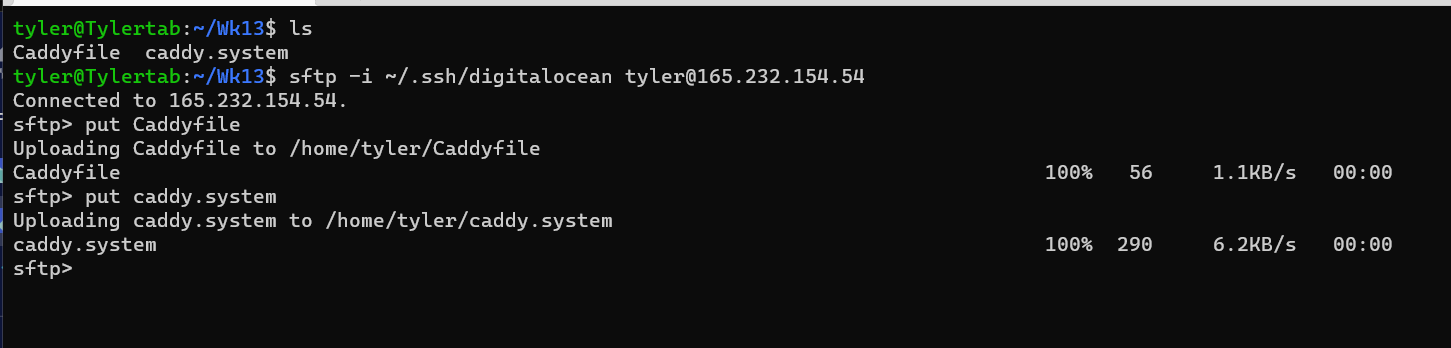 tyler@Tylertab:~/Wk13$ ls
Caddyfile  caddy.system
tyler@Tylertab:~/Wk13$ sftp -i ~/.ssh/digitalocean tyler@165.232.154.54
Connected to 165.232.154.54.
sftp> put Caddyfile
Uploading Caddyfile to /home/tyler/Caddyfile
Caddyfile 100% 56 1.1KB/s 00:00
sftp> put caddy.system
Uploading caddy.system to /home/tyler/caddy.system
caddy.system 100% 290 6.2KB/s 00:00
sftp>